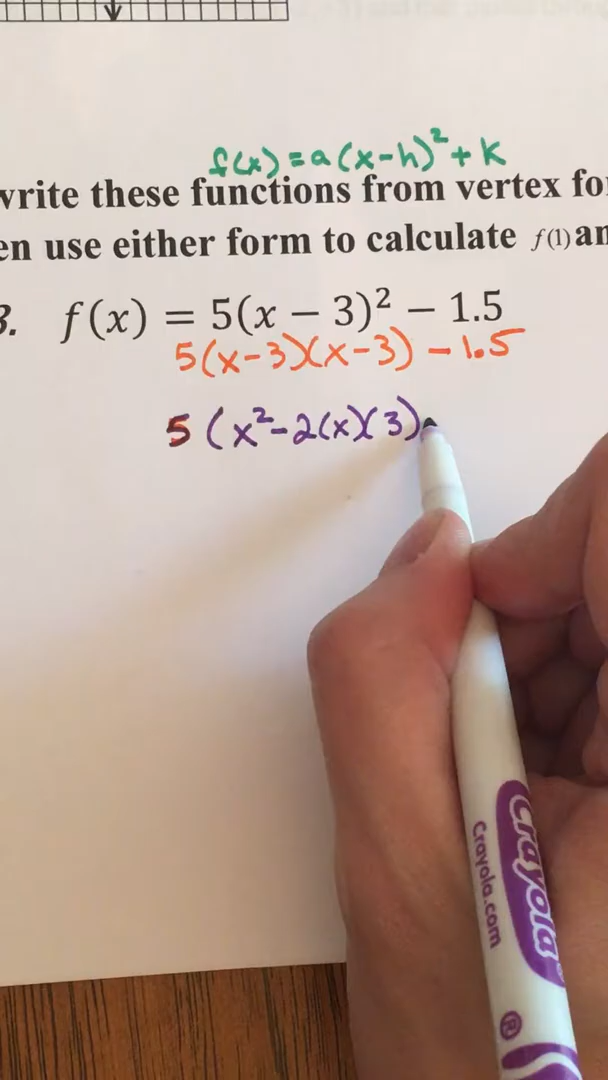 f(x) = a(x-h)² + k
write these functions from vertex fo
en use either form to calculate f(1) an
3. f(x) = 5(x − 3)² − 1.5
5(x-3)(x-3) - 1.5
5(x²-2(x)(3)
Crayola
Crayola.com
®